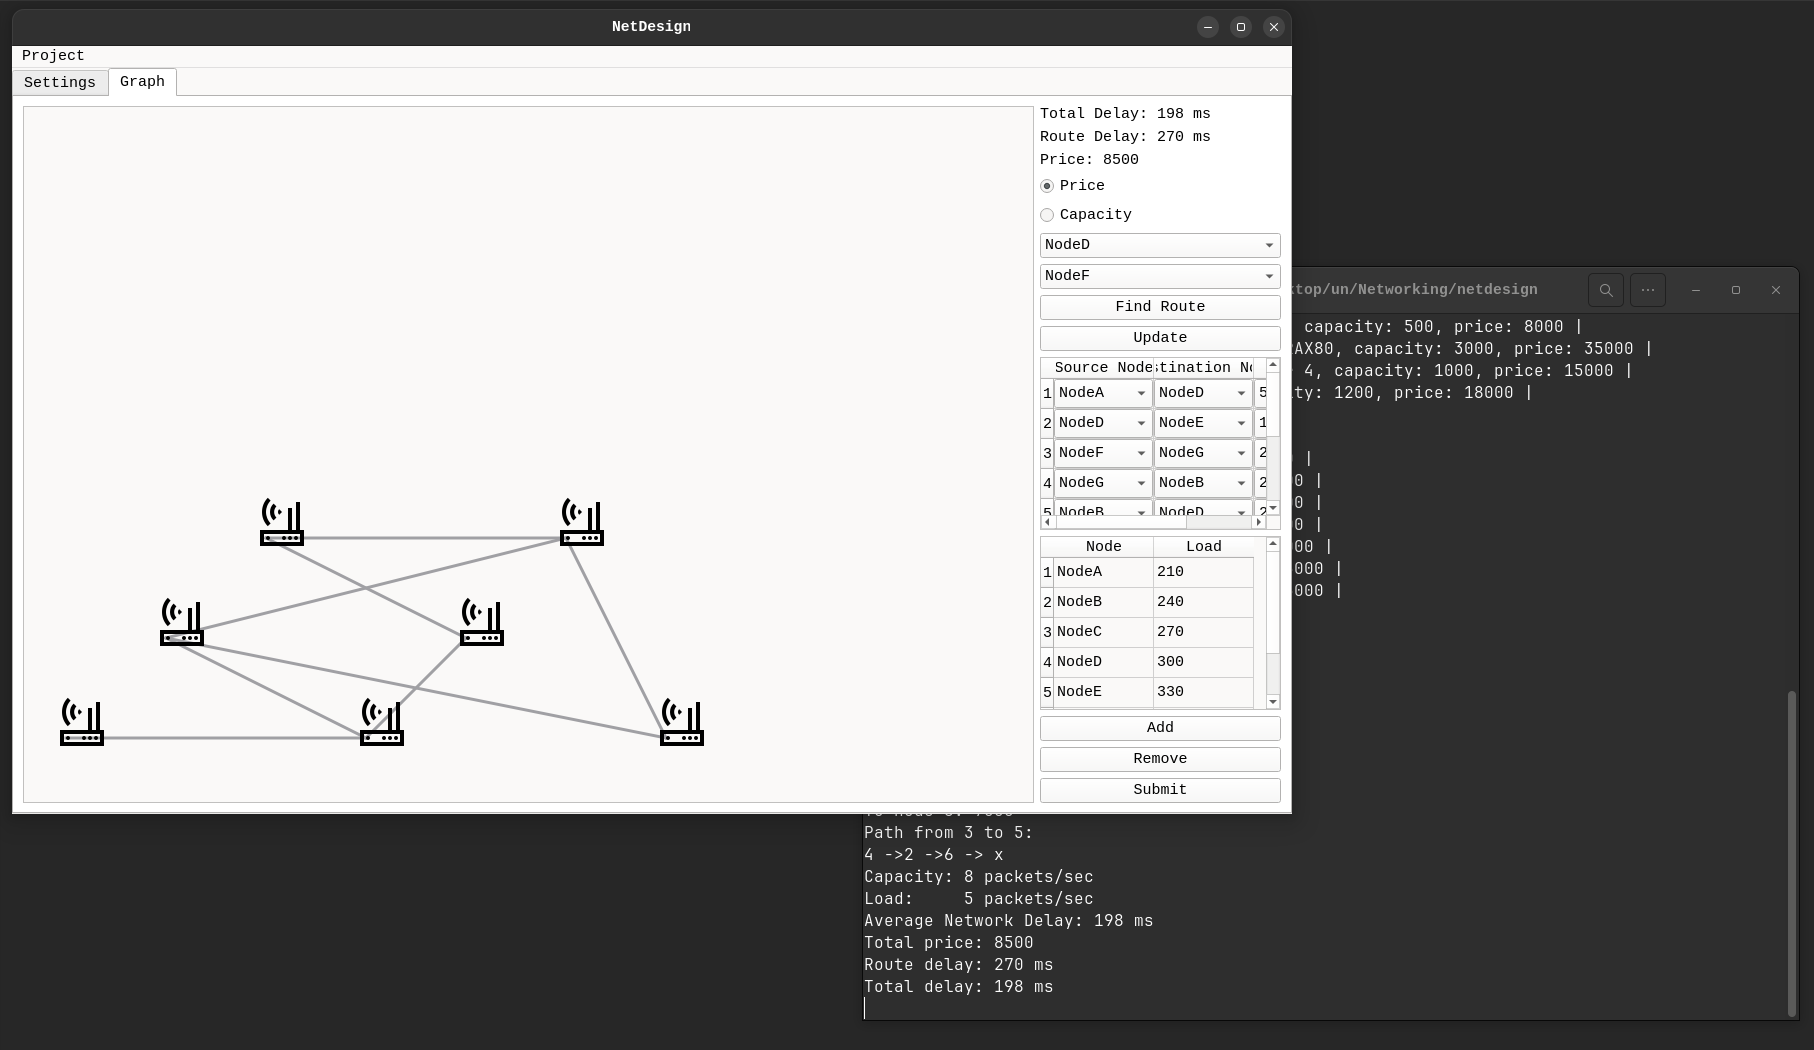 NetDesign
Project
Settings
Graph
Total Delay: 198 ms
Route Delay: 270 ms
Price: 8500
Price
Capacity
NodeD
NodeF
Find Route
Update
Source Node
1 NodeA NodeD 5
2 NodeD NodeE 1
3 NodeF NodeG 2
4 NodeG NodeB 2
5 NodeB NodeD 2
Node Load
1 NodeA 210
2 NodeB 240
3 NodeC 270
4 NodeD 300
5 NodeE 330
Add
Remove
Submit
top/un/Networking/netdesign
capacity: 500, price: 8000 |
AX80, capacity: 3000, price: 35000 |
4, capacity: 1000, price: 15000 |
ty: 1200, price: 18000 |
|
0 |
00 |
00 |
00 |
000 |
000 |
Path from 3 to 5:
4 ->2 ->6 -> x
Capacity: 8 packets/sec
Load: 5 packets/sec
Average Network Delay: 198 ms
Total price: 8500
Route delay: 270 ms
Total delay: 198 ms